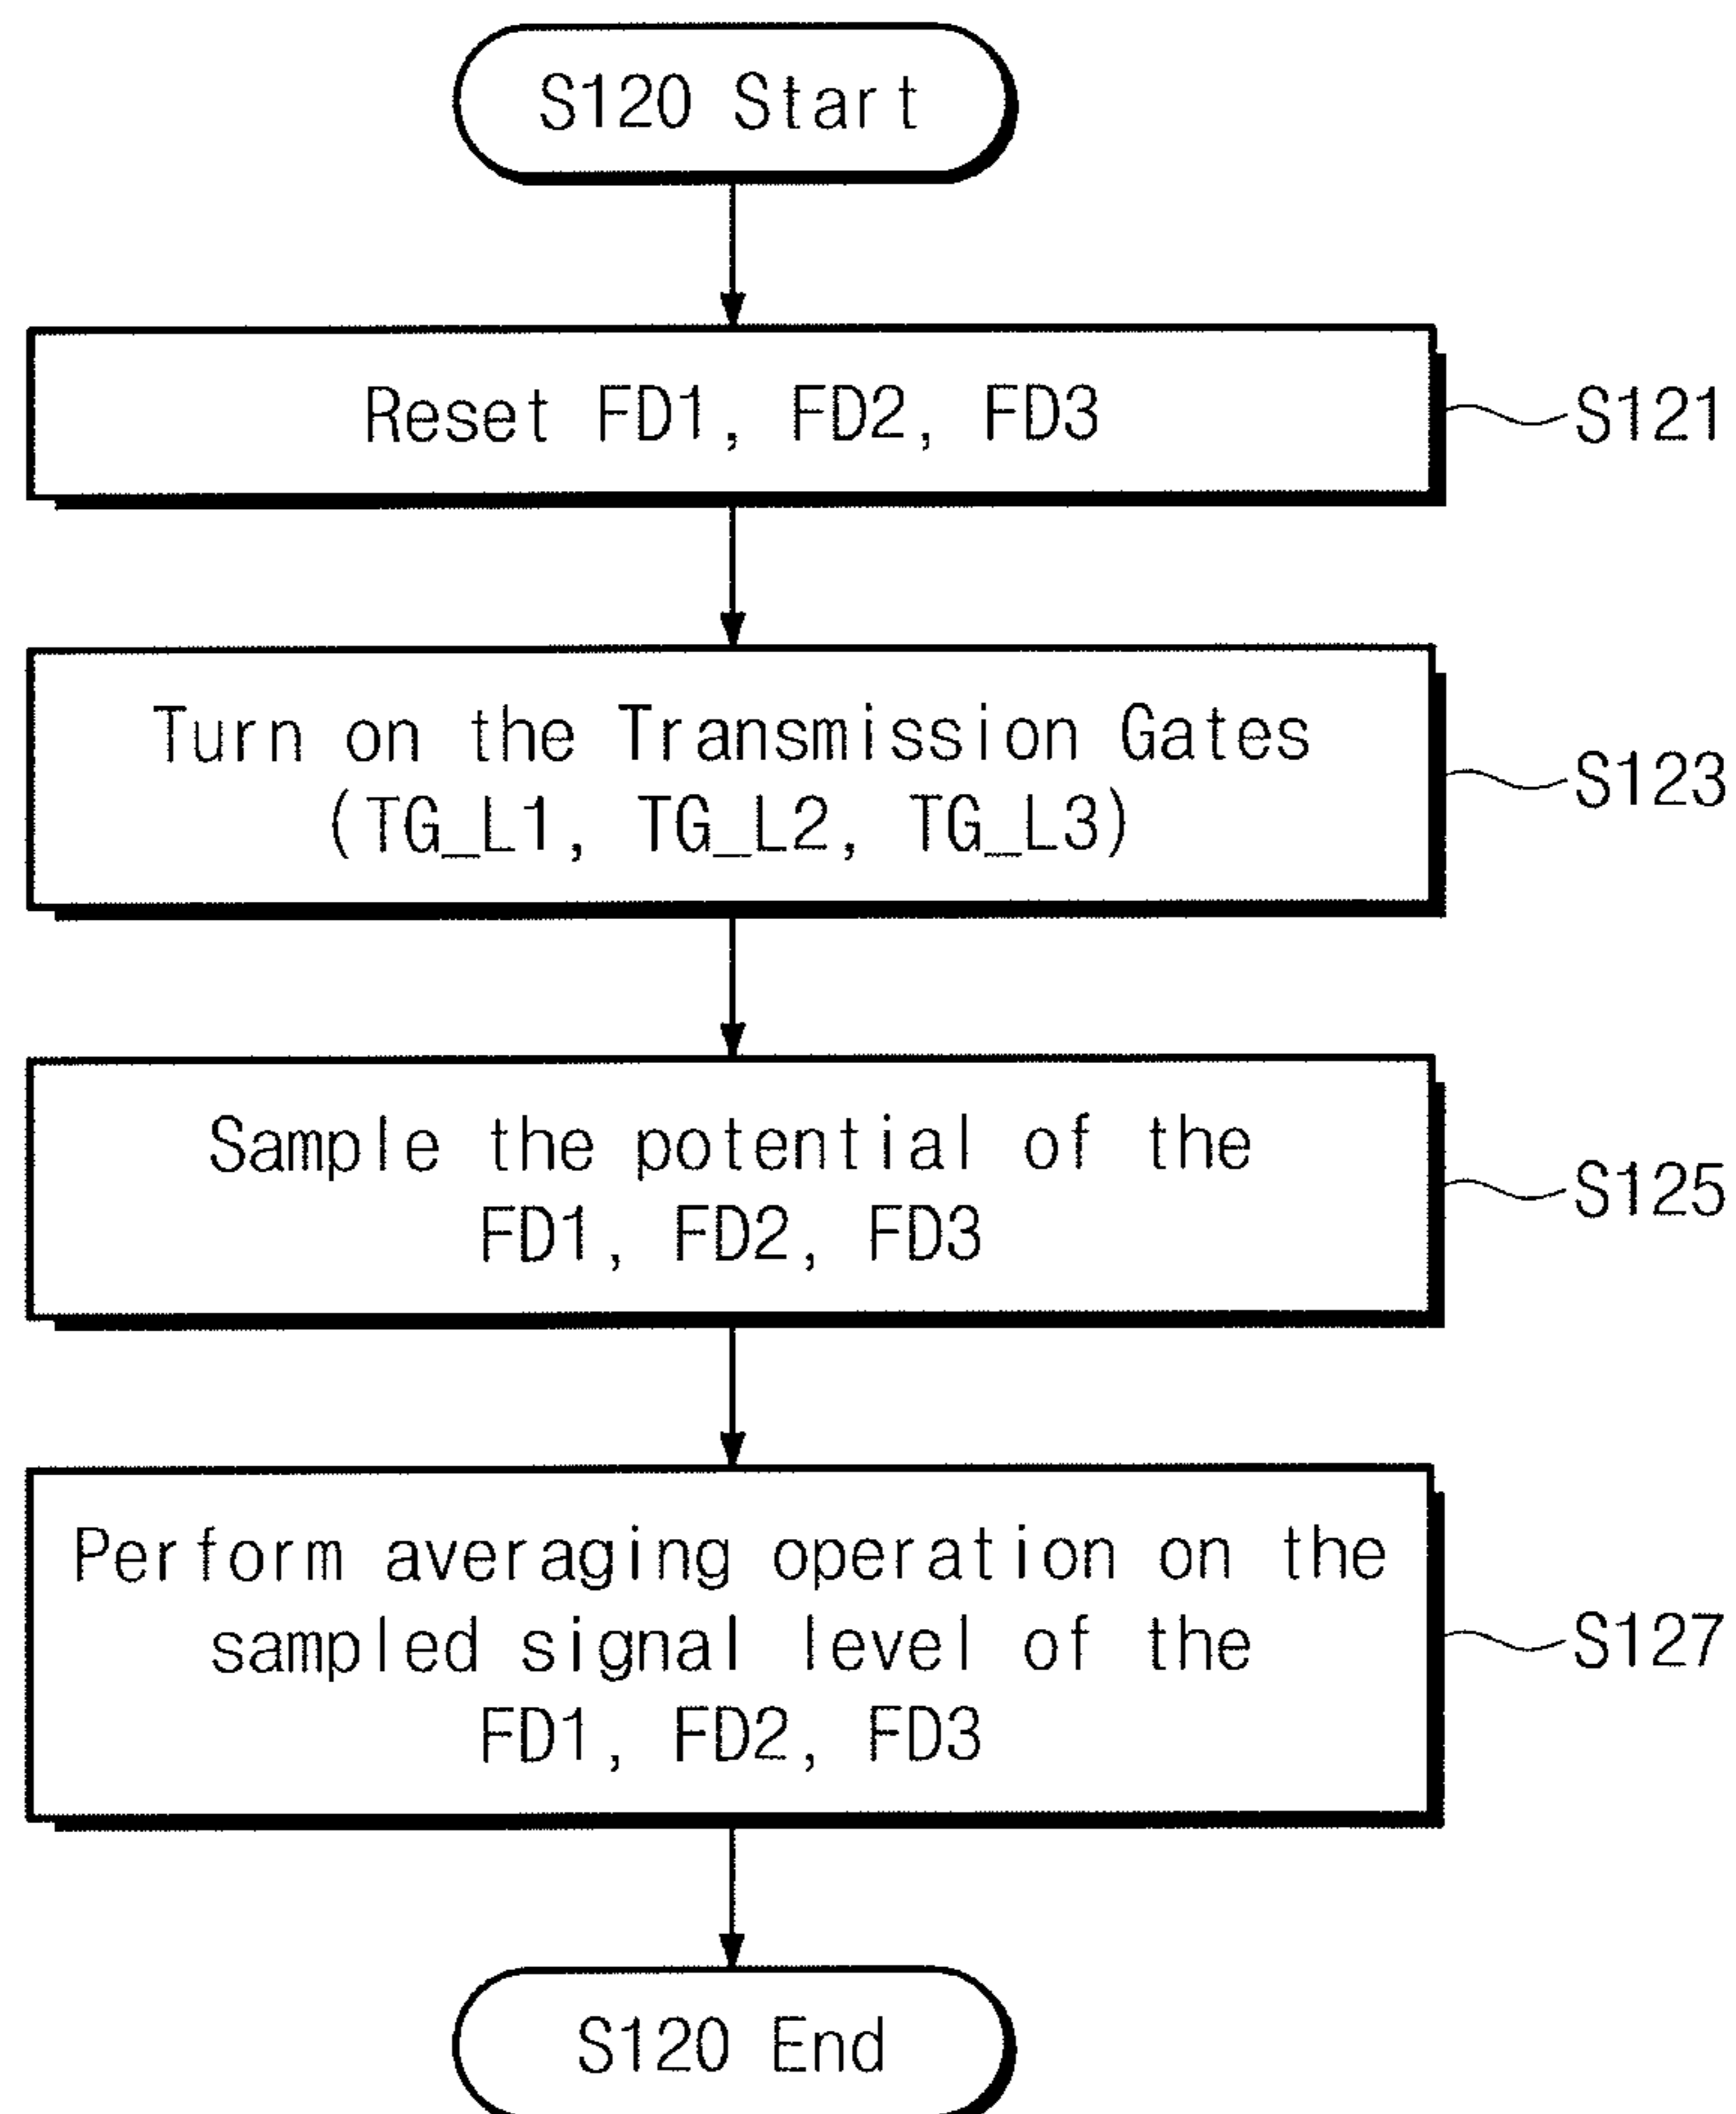 S120 Start
Reset FD1, FD2, FD3
S121
Turn on the Transmission Gates
(TG_L1, TG_L2, TG_L3)
S123
Sample the potential of the
FD1, FD2, FD3
S125
Perform averaging operation on the
sampled signal level of the
FD1, FD2, FD3
S127
S120 End